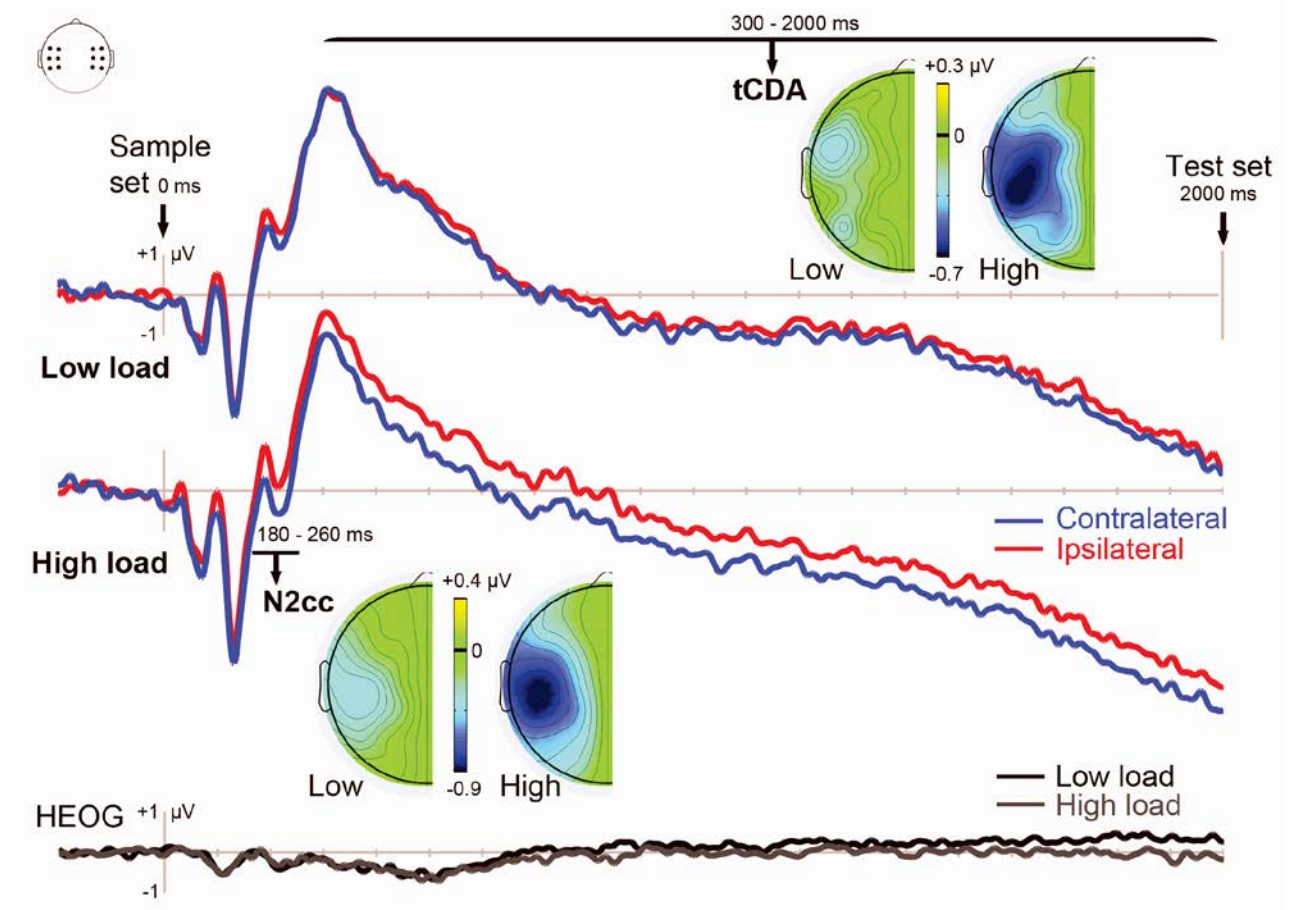 300 - 2000 ms
tCDA
+0.3 µV
0
-0.7
Low
High
Sample
set 0 ms
Test set
2000 ms
+1 µV
-1
Low load
High load
180 - 260 ms
N2cc
Contralateral
Ipsilateral
+0.4 µV
0
-0.9
Low
High
Low load
High load
HEOG +1 µV
-1